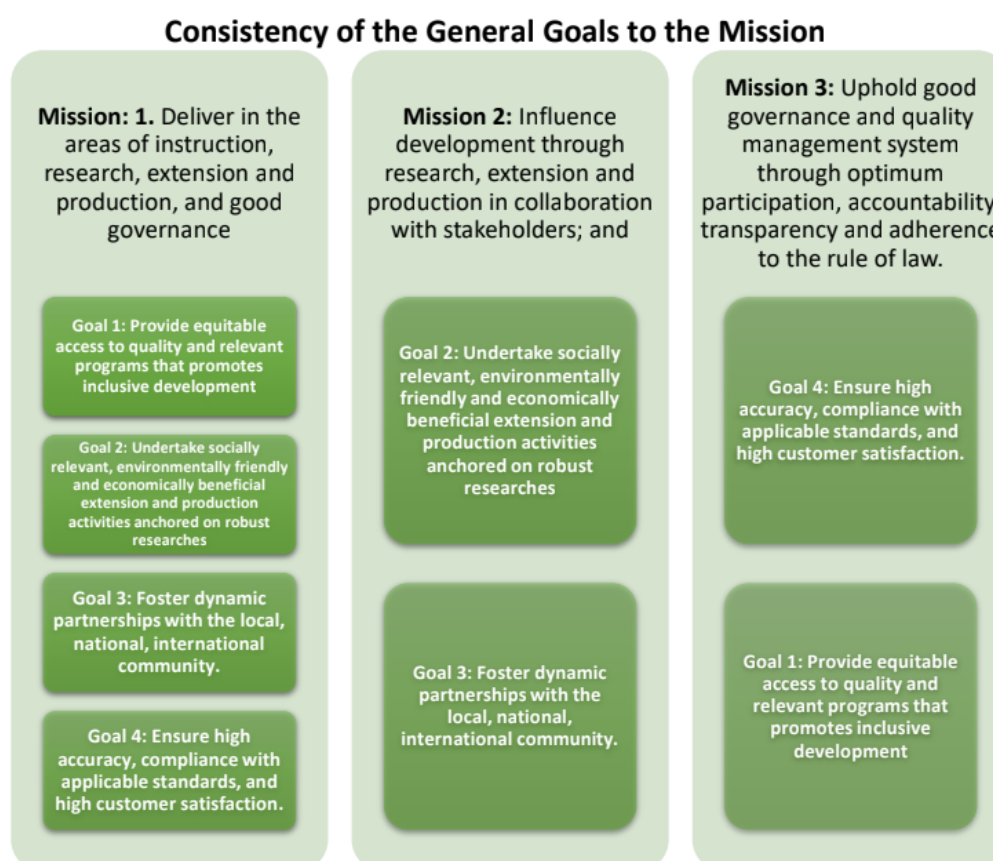 Consistency of the General Goals to the Mission
Mission: 1. Deliver in the
areas of instruction,
research, extension and
production, and good
governance
Goal 1: Provide equitable
access to quality and relevant
programs that promotes
inclusive development
Goal 2: Undertake socially
relevant, environmentally friendly
and economically beneficial
extension and production
activities anchored on robust
researches
Goal 3: Foster dynamic
partnerships with the local,
national, international
community.
Goal 4: Ensure high
accuracy, compliance with
applicable standards, and
high customer satisfaction.
Mission 2: Influence
development through
research, extension and
production in collaboration
with stakeholders; and
Goal 2: Undertake socially
relevant, environmentally
friendly and economically
beneficial extension and
production activities
anchored on robust
researches
Goal 3: Foster dynamic
partnerships with the
local, national,
international community.
Mission 3: Uphold good
governance and quality
management system
through optimum
participation, accountability
transparency and adherence
to the rule of law.
Goal 4: Ensure high
accuracy, compliance with
applicable standards, and
high customer satisfaction.
Goal 1: Provide equitable
access to quality and
relevant programs that
promotes inclusive
development